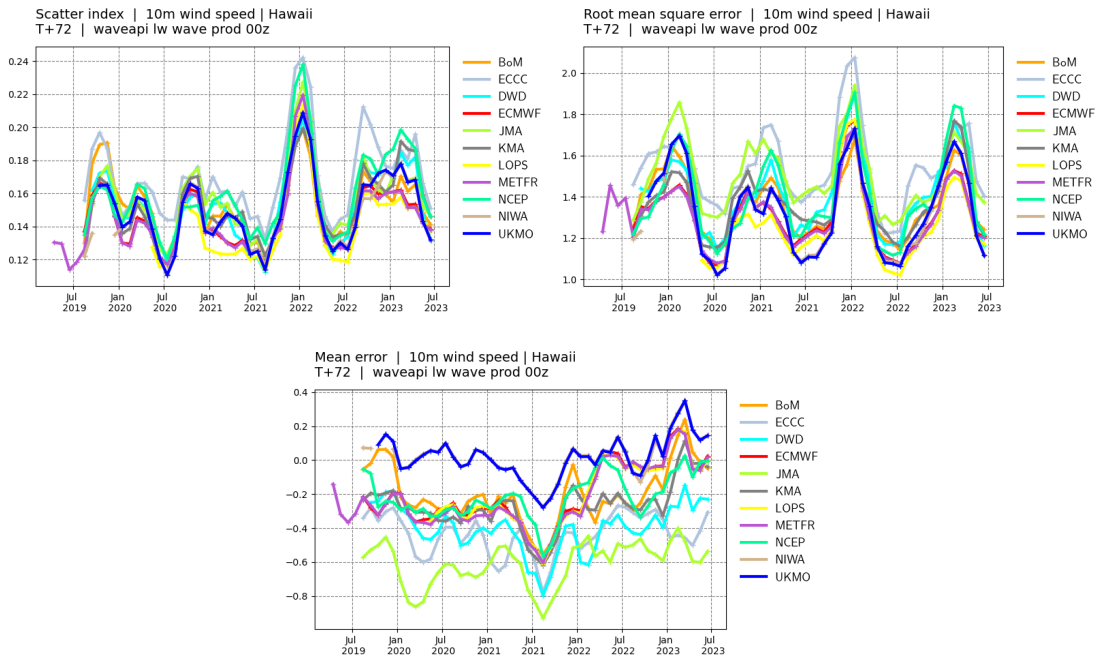 Scatter index | 10m wind speed | Hawaii
T+72 | waveapi lw wave prod 00z
0.24
0.22
0.20
0.18
0.16
0.14
0.12
Jul
2019
Jan
2020
Jul
2020
Jan
2021
Jul
2021
Jan
2022
Jul
2022
Jan
2023
Jul
2023
BoM
ECCC
DWD
ECMWF
JMA
KMA
LOPS
METFR
NCEP
NIWA
UKMO
Root mean square error | 10m wind speed | Hawaii
T+72 | waveapi lw wave prod 00z
2.0
1.8
1.6
1.4
1.2
1.0
Jul
2019
Jan
2020
Jul
2020
Jan
2021
Jul
2021
Jan
2022
Jul
2022
Jan
2023
Jul
2023
BoM
ECCC
DWD
ECMWF
JMA
KMA
LOPS
METFR
NCEP
NIWA
UKMO
Mean error | 10m wind speed | Hawaii
T+72 | waveapi lw wave prod 00z
0.4
0.2
0.0
−0.2
−0.4
−0.6
−0.8
Jul
2019
Jan
2020
Jul
2020
Jan
2021
Jul
2021
Jan
2022
Jul
2022
Jan
2023
Jul
2023
BoM
ECCC
DWD
ECMWF
JMA
KMA
LOPS
METFR
NCEP
NIWA
UKMO